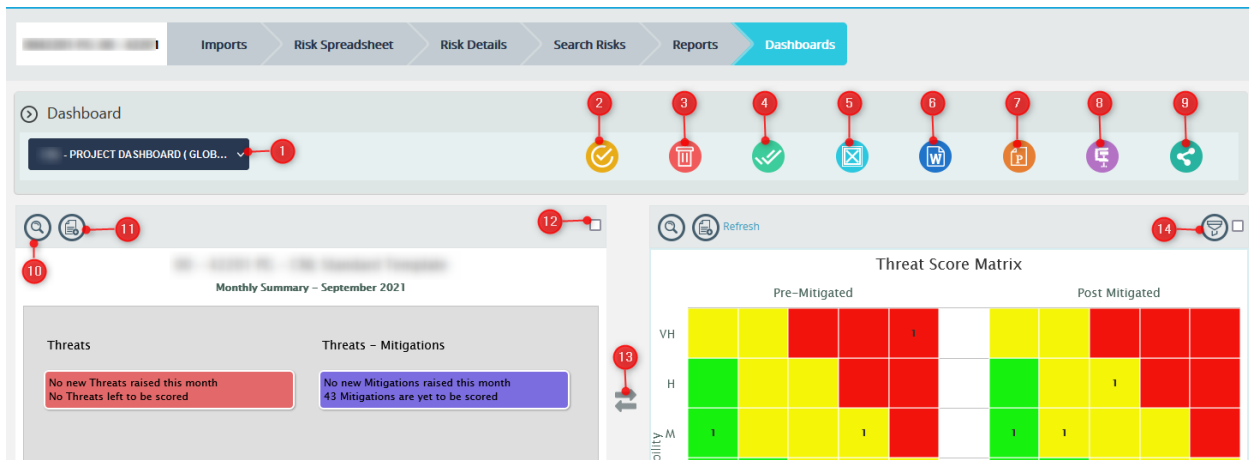 Imports Risk Spreadsheet Risk Details Search Risks Reports Dashboards
2 3 4 5 6 7 8 9
Dashboard
- PROJECT DASHBOARD ( GLOB... 1
W P
11 12 Refresh 14
10
Monthly Summary – September 2021
Threats Threats – Mitigations
No new Threats raised this month
No Threats left to be scored
No new Mitigations raised this month
43 Mitigations are yet to be scored
13
Threat Score Matrix
Pre-Mitigated Post Mitigated
VH 1
H 1
M 1 1 1 1